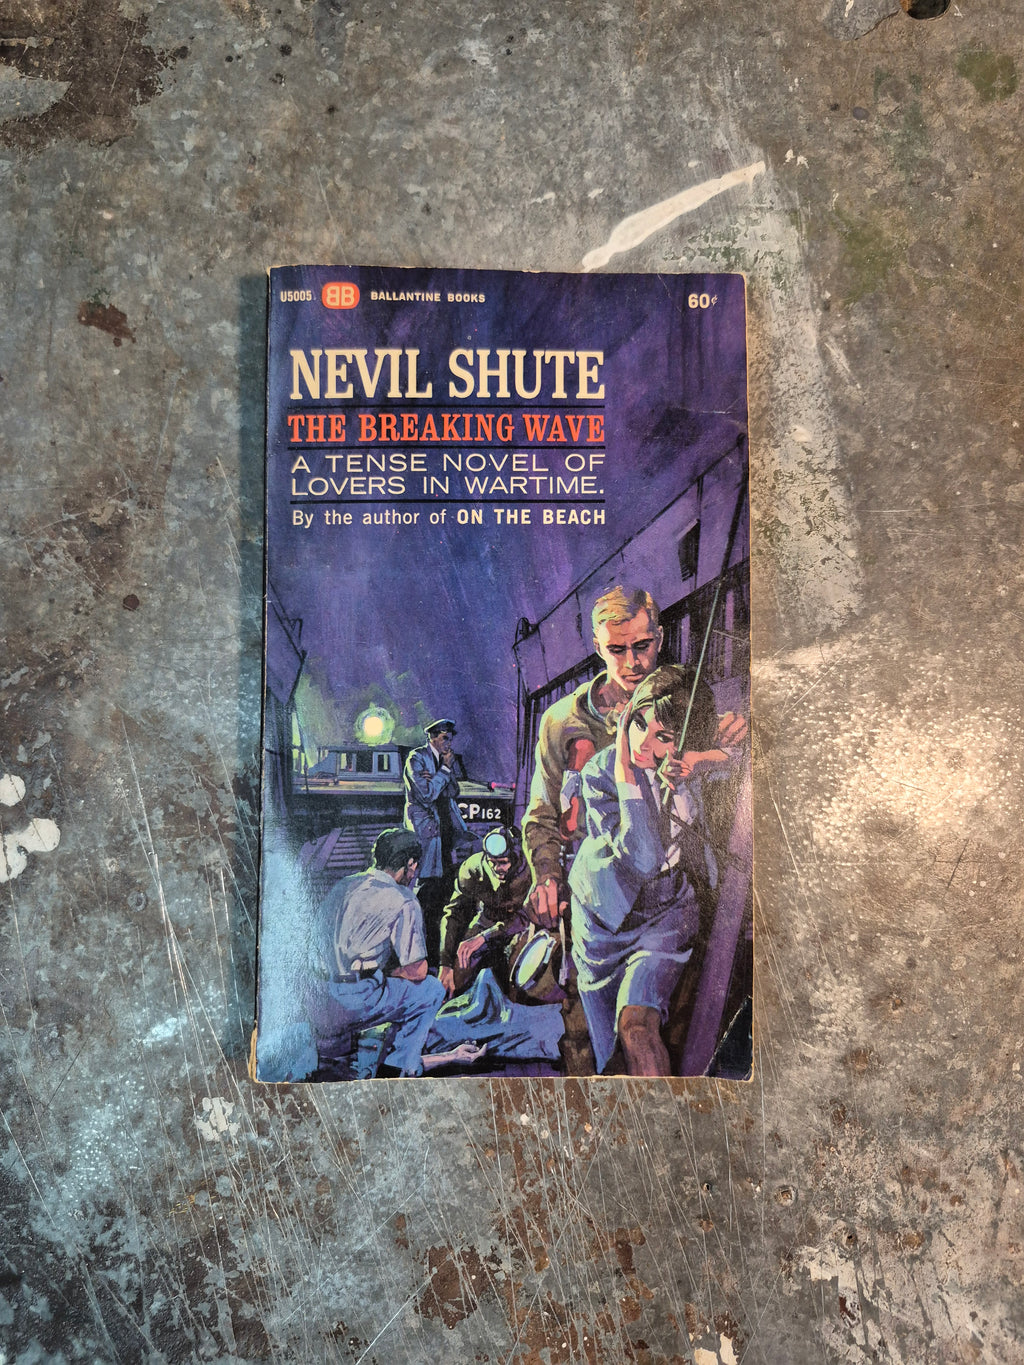 U5005 BB BALLANTINE BOOKS 60¢
NEVIL SHUTE
THE BREAKING WAVE
A TENSE NOVEL OF
LOVERS IN WARTIME.
By the author of ON THE BEACH
CP162